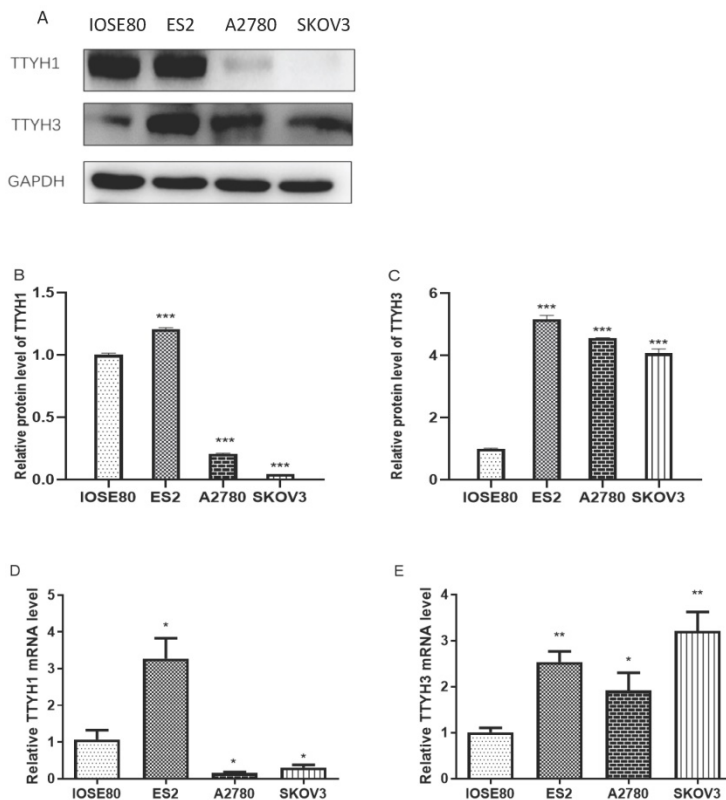 A
IOSE80 ES2 A2780 SKOV3
TTYH1
TTYH3
GAPDH
B
Relative protein level of TTYH1
1.5
1.0
0.5
0.0
***
***
***
IOSE80 ES2 A2780 SKOV3
C
Relative protein level of TTYH3
6
4
2
0
***
***
***
IOSE80 ES2 A2780 SKOV3
D
Relative TTYH1 mRNA level
5
4
3
2
1
0
*
*
*
IOSE80 ES2 A2780 SKOV3
E
Relative TTYH3 mRNA level
4
3
2
1
0
**
*
**
IOSE80 ES2 A2780 SKOV3